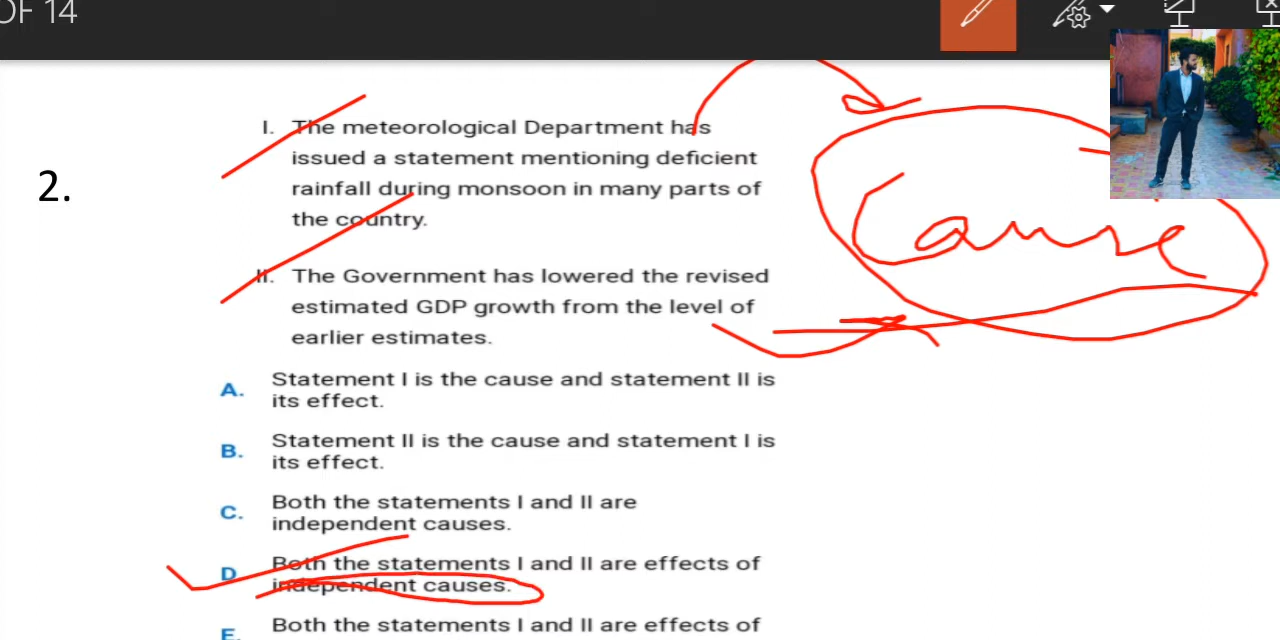 OF 14
I. The meteorological Department has
issued a statement mentioning deficient
rainfall during monsoon in many parts of
the country.
2.
Cause
II. The Government has lowered the revised
estimated GDP growth from the level of
earlier estimates.
A. Statement I is the cause and statement II is
its effect.
B. Statement II is the cause and statement I is
its effect.
C. Both the statements I and II are
independent causes.
D Both the statements I and II are effects of
independent causes.
E. Both the statements I and II are effects of